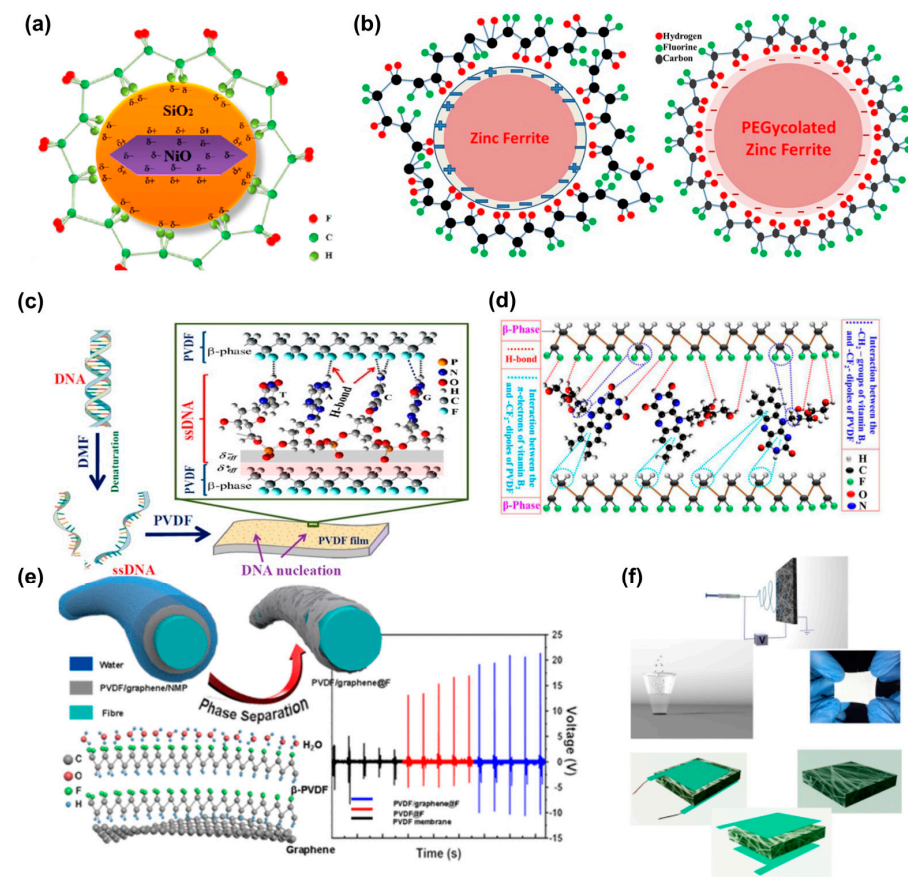 (a)
SiO2
δ- δ- δ- δ-
δ+ δ+ δ+
δ- δ- δ-
NiO
δ- δ- δ-
δ+ δ+ δ+
δ- δ- δ- δ-
F
C
H
(b)
Zinc Ferrite
Hydrogen
Fluorine
Carbon
PEGycolated
Zinc Ferrite
(c)
DNA
DMF
Denaturation
ssDNA
PVDF
PVDF
β-phase
ssDNA
T
A
H-bond
C
G
δ-eff
δ+eff
PVDF
β-phase
P
N
O
H
C
F
PVDF film
DNA nucleation
(d)
β-Phase
H-bond
Interaction between the
π-electrons of vitamin B2
and -CF2- dipoles of PVDF
β-Phase
Interaction between the
-CH2 – groups of vitamin B2
and -CF2- dipoles of PVDF
H
C
F
O
N
(e)
Water
PVDF/graphene/NMP
Fibre
Phase Separation
PVDF/graphene@F
H2O
C
O
F
H
β-PVDF
Graphene
25
20
15
10
5
0
-5
-10
-15
Voltage (V)
PVDF/graphene@F
PVDF@F
PVDF membrane
Time (s)
(f)
V